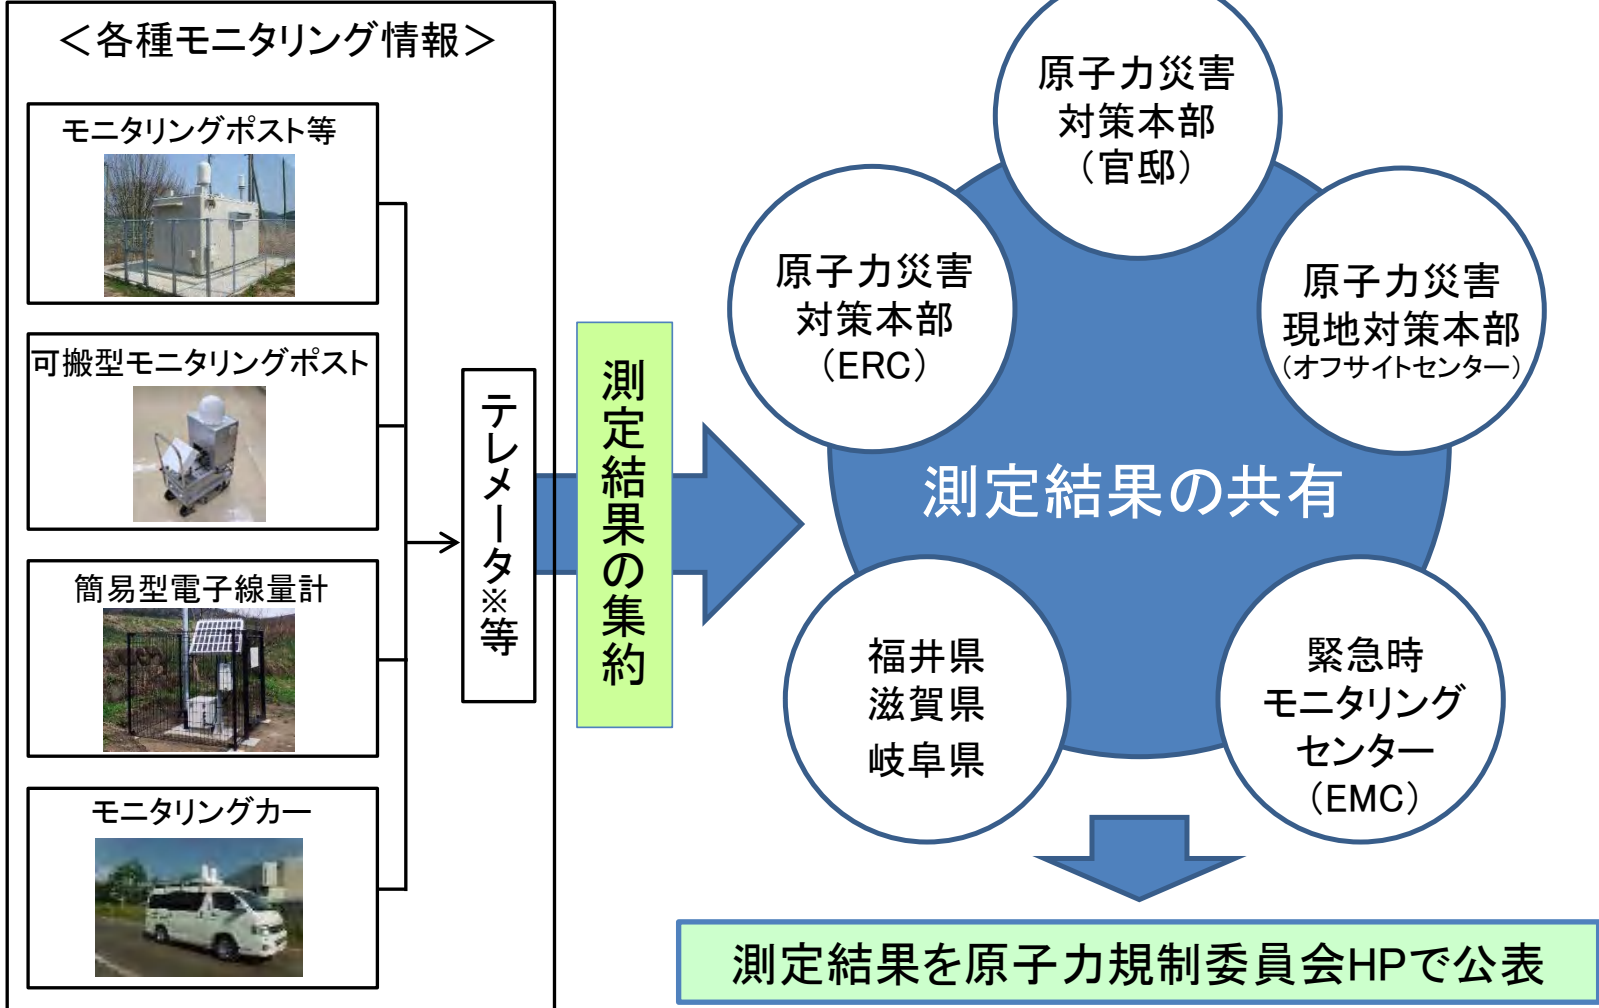 ＜各種モニタリング情報＞
モニタリングポスト等
可搬型モニタリングポスト
簡易型電子線量計
モニタリングカー
テレメータ※等
測定結果の集約
原子力災害
対策本部
（官邸）
原子力災害
対策本部
（ERC）
原子力災害
現地対策本部
（オフサイトセンター）
測定結果の共有
福井県
滋賀県
岐阜県
緊急時
モニタリング
センター
（EMC）
測定結果を原子力規制委員会HPで公表